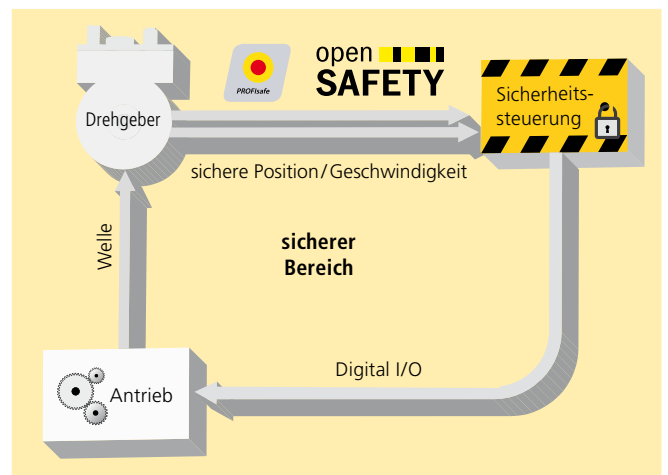 open
SAFETY
PROFIsafe
Drehgeber
Sicherheits-
steuerung
sichere Position/Geschwindigkeit
Welle
sicherer
Bereich
Digital I/O
Antrieb